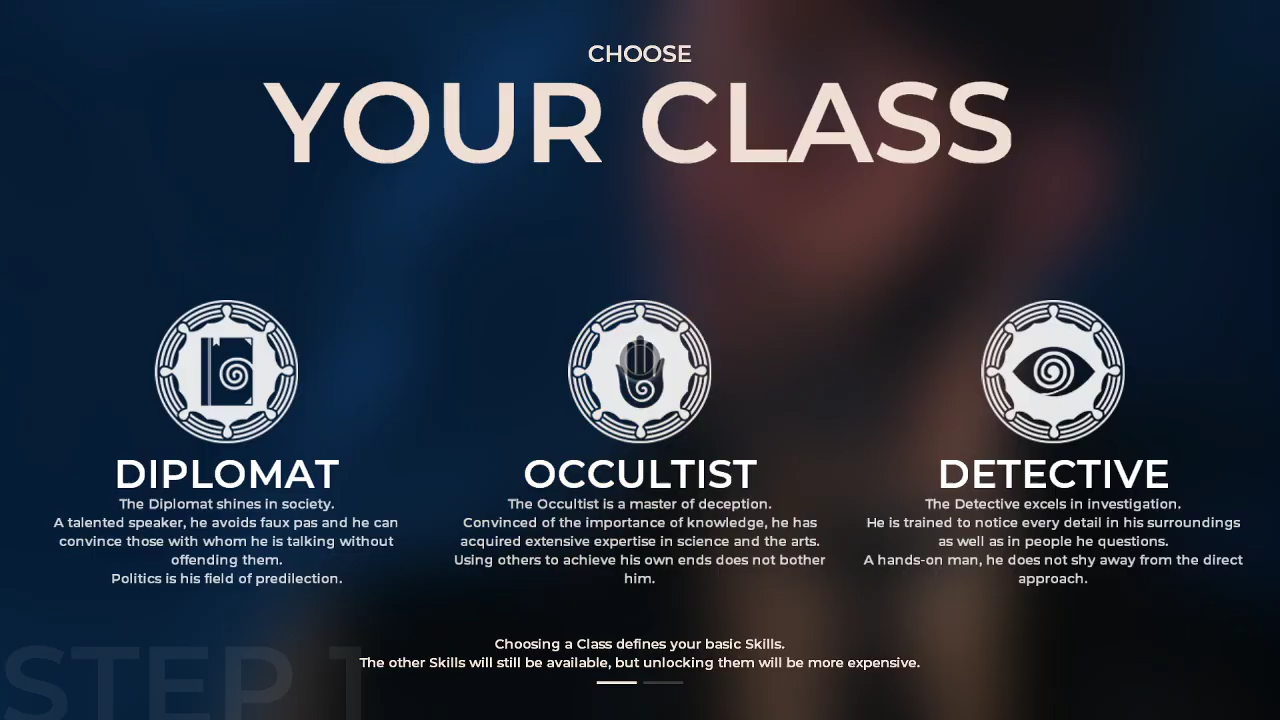 CHOOSE
YOUR CLASS
DIPLOMAT
The Diplomat shines in society.
A talented speaker, he avoids faux pas and he can
convince those with whom he is talking without
offending them.
Politics is his field of predilection.
OCCULTIST
The Occultist is a master of deception.
Convinced of the importance of knowledge, he has
acquired extensive expertise in science and the arts.
Using others to achieve his own ends does not bother
him.
DETECTIVE
The Detective excels in investigation.
He is trained to notice every detail in his surroundings
as well as in people he questions.
A hands-on man, he does not shy away from the direct
approach.
Choosing a Class defines your basic Skills.
The other Skills will still be available, but unlocking them will be more expensive.
STEP 1